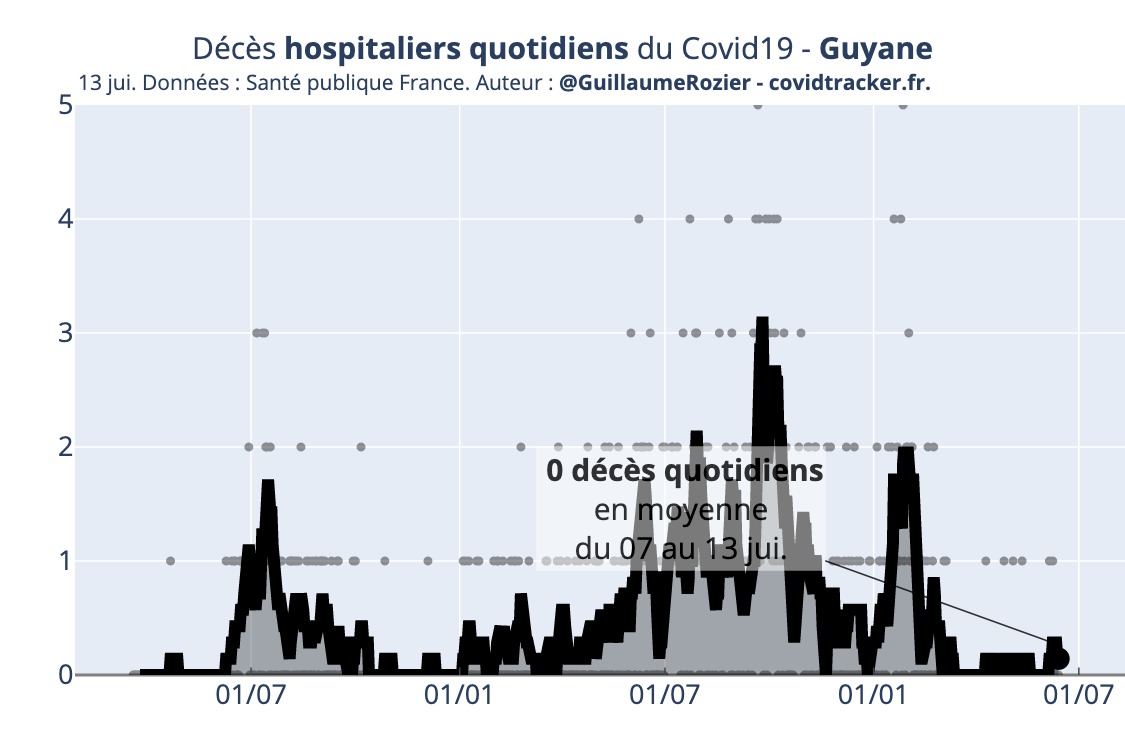 Décès hospitaliers quotidiens du Covid19 - Guyane
13 jui. Données : Santé publique France. Auteur : @GuillaumeRozier - covidtracker.fr.
5
4
3
2
0 décès quotidiens
en moyenne
du 07 au 13 jui.
1
0
01/07 01/01 01/07 01/01 01/07